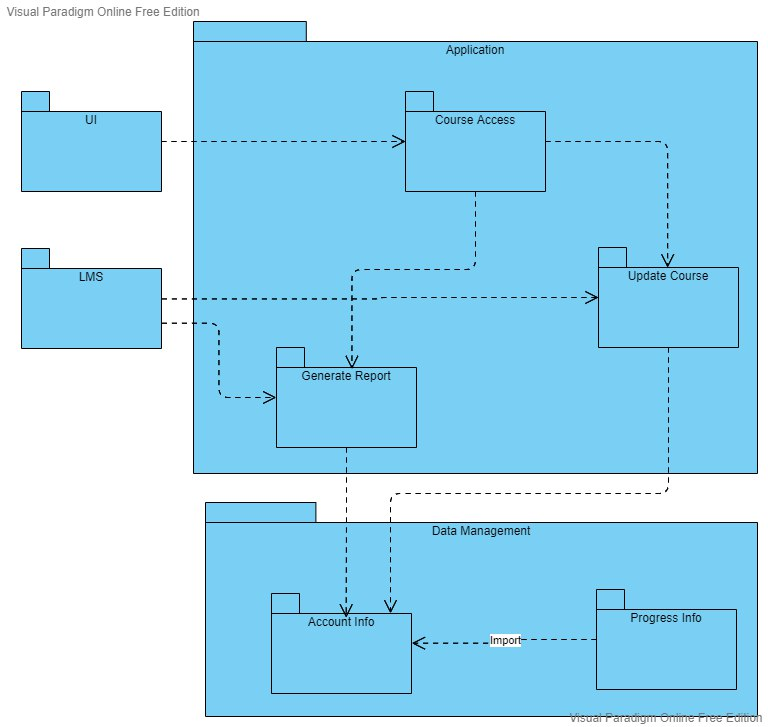 Visual Paradigm Online Free Edition
Application
UI
Course Access
LMS
Update Course
Generate Report
Data Management
Account Info
Progress Info
Import
Visual Paradigm Online Free Edition